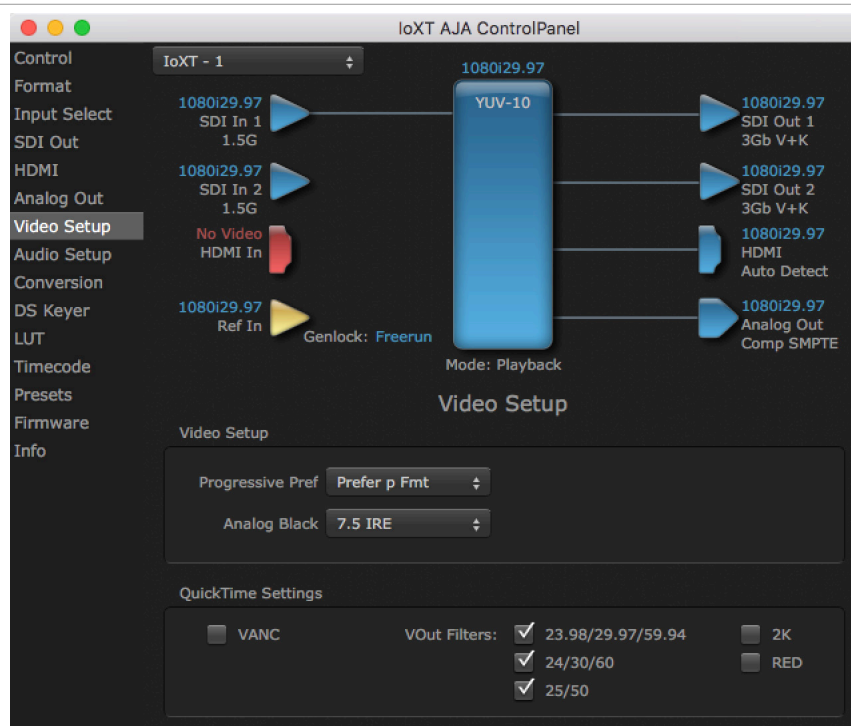 IoXT AJA ControlPanel
Control
Format
Input Select
SDI Out
HDMI
Analog Out
Video Setup
Audio Setup
Conversion
DS Keyer
LUT
Timecode
Presets
Firmware
Info
IoXT - 1
1080i29.97
YUV-10
1080i29.97
SDI In 1
1.5G
1080i29.97
SDI In 2
1.5G
No Video
HDMI In
1080i29.97
Ref In
Genlock: Freerun
1080i29.97
SDI Out 1
3Gb V+K
1080i29.97
SDI Out 2
3Gb V+K
1080i29.97
HDMI
Auto Detect
1080i29.97
Analog Out
Comp SMPTE
Mode: Playback
Video Setup
Video Setup
Progressive Pref Prefer p Fmt
Analog Black 7.5 IRE
QuickTime Settings
VANC VOut Filters: 23.98/29.97/59.94 2K
24/30/60 RED
25/50